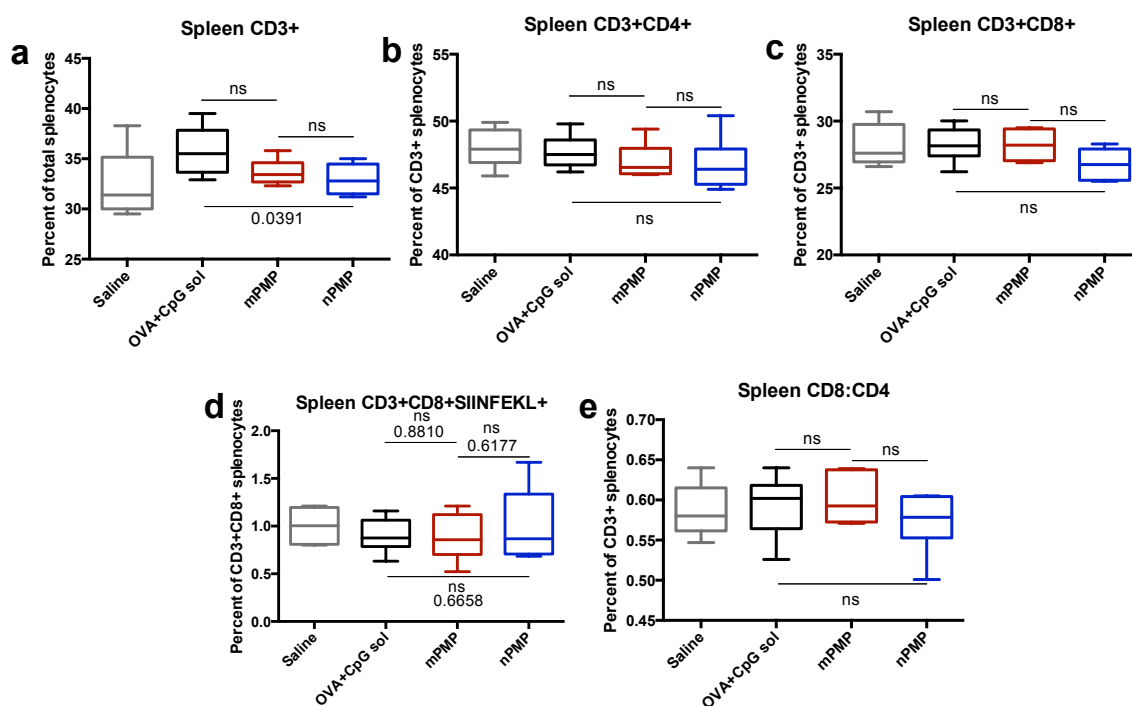 a
Spleen CD3+
Percent of total splenocytes
45
40
35
30
25
ns
ns
0.0391
Saline
OVA+CpG sol
mPMP
nPMP
b
Spleen CD3+CD4+
Percent of CD3+ splenocytes
55
50
45
40
ns
ns
ns
Saline
OVA+CpG sol
mPMP
nPMP
c
Spleen CD3+CD8+
Percent of CD3+ splenocytes
35
30
25
20
ns
ns
ns
Saline
OVA+CpG sol
mPMP
nPMP
d
Spleen CD3+CD8+SIINFEKL+
Percent of CD3+CD8+ splenocytes
2.0
1.5
1.0
0.5
0.0
ns
0.8810
ns
0.6177
ns
0.6658
Saline
OVA+CpG sol
mPMP
nPMP
e
Spleen CD8:CD4
Percent of CD3+ splenocytes
0.70
0.65
0.60
0.55
0.50
0.45
ns
ns
ns
Saline
OVA+CpG sol
mPMP
nPMP